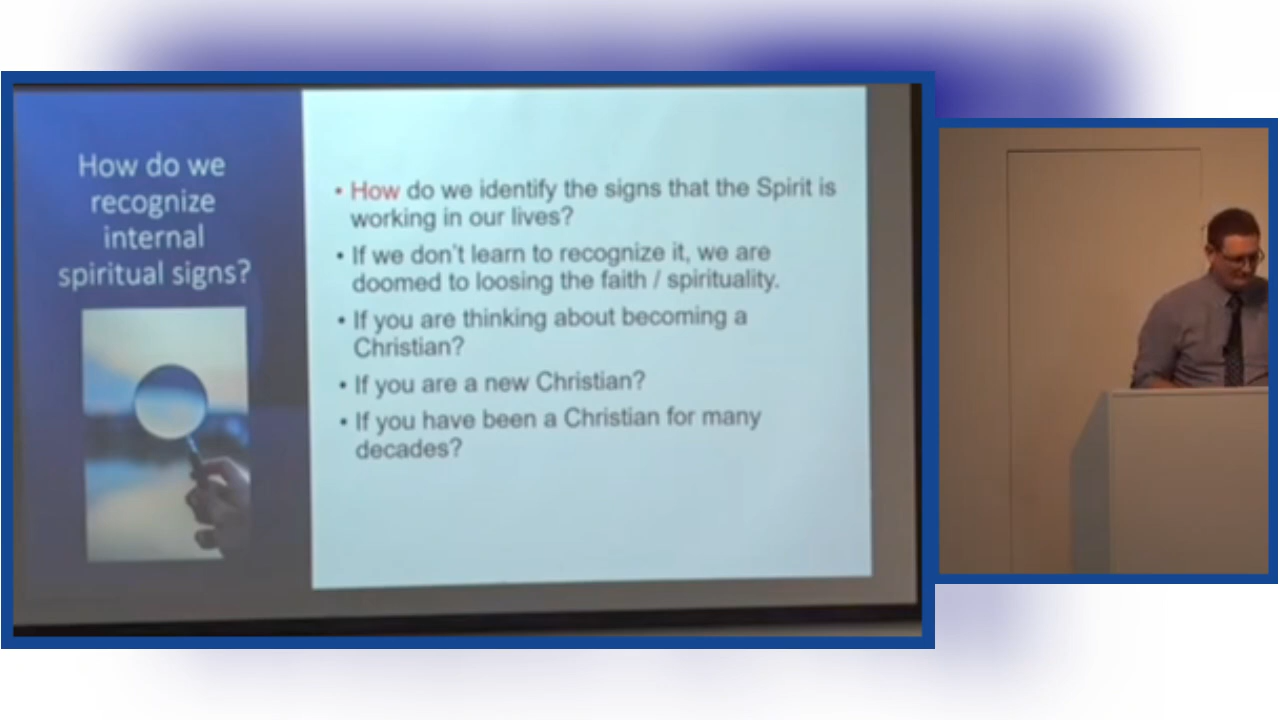 How do we
recognize
internal
spiritual signs?
• How do we identify the signs that the Spirit is
working in our lives?
• If we don't learn to recognize it, we are
doomed to loosing the faith / spirituality.
• If you are thinking about becoming a
Christian?
• If you are a new Christian?
• If you have been a Christian for many
decades?